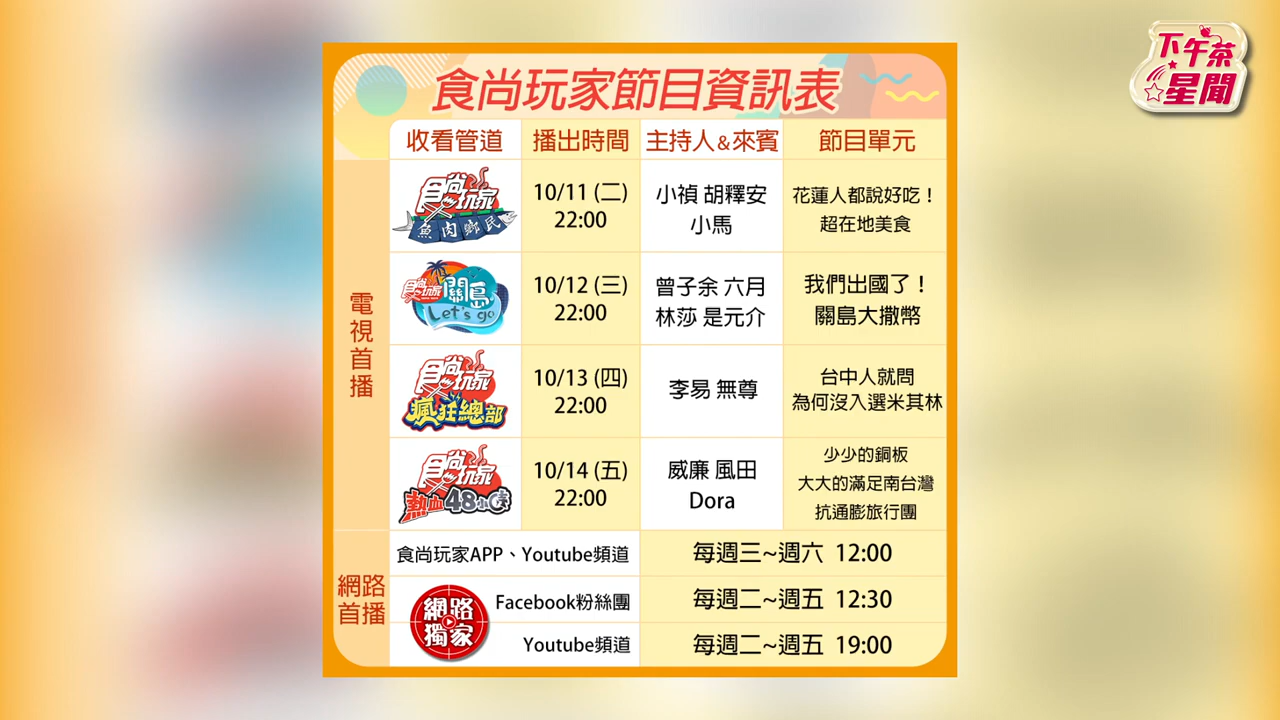 下午茶
星聞
食尚玩家節目資訊表
收看管道
播出時間
主持人&來賓
節目單元
電視首播
食尚玩家
魚肉鄉民
10/11 (二)
22:00
小禎 胡釋安
小馬
花蓮人都說好吃！
超在地美食
食尚玩家
關島
Let's go
10/12 (三)
22:00
曾子余 六月
林莎 是元介
我們出國了！
關島大撒幣
食尚玩家
瘋狂總部
10/13 (四)
22:00
李易 無尊
台中人就問
為何沒入選米其林
食尚玩家
熱血48小時
10/14 (五)
22:00
威廉 風田
Dora
少少的銅板
大大的滿足南台灣
抗通膨旅行團
網路
首播
食尚玩家APP、Youtube頻道
每週三~週六 12:00
網路
獨家
Facebook粉絲團
每週二~週五 12:30
Youtube頻道
每週二~週五 19:00